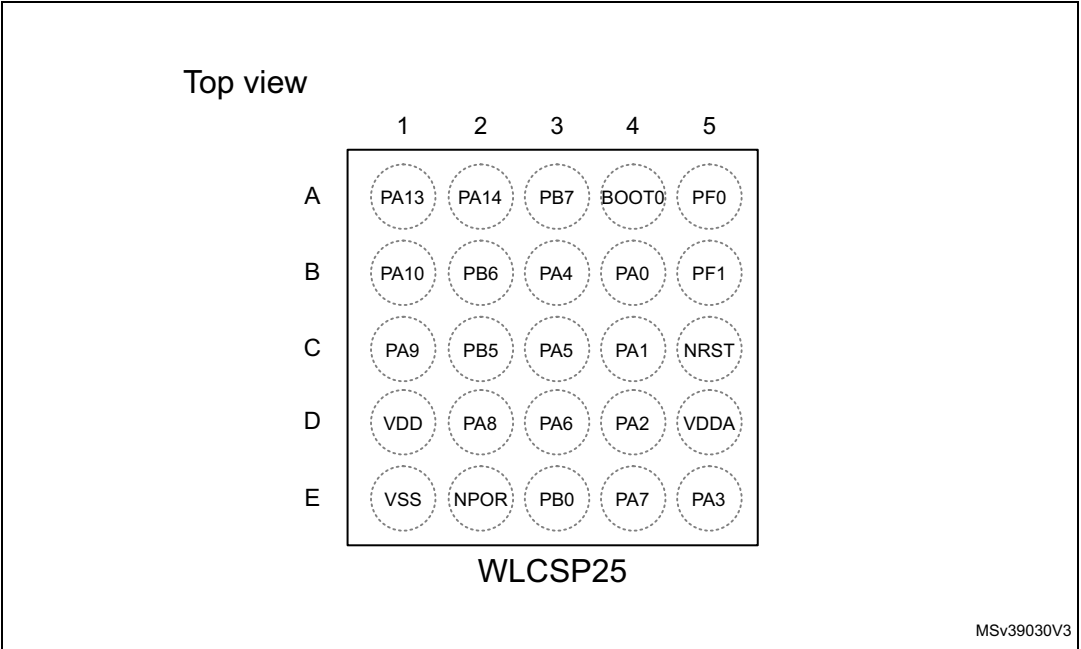 Top view
1 2 3 4 5
A PA13 PA14 PB7 BOOT0 PF0
B PA10 PB6 PA4 PA0 PF1
C PA9 PB5 PA5 PA1 NRST
D VDD PA8 PA6 PA2 VDDA
E VSS NPOR PB0 PA7 PA3
WLCSP25
MSv39030V3